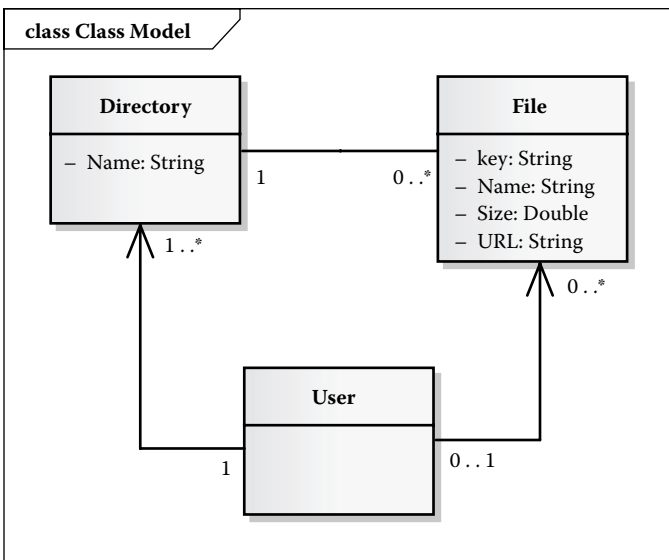 class Class Model
Directory
– Name: String
File
– key: String
– Name: String
– Size: Double
– URL: String
1
0 . .*
1 . .*
0 . .*
User
1
0 . . 1